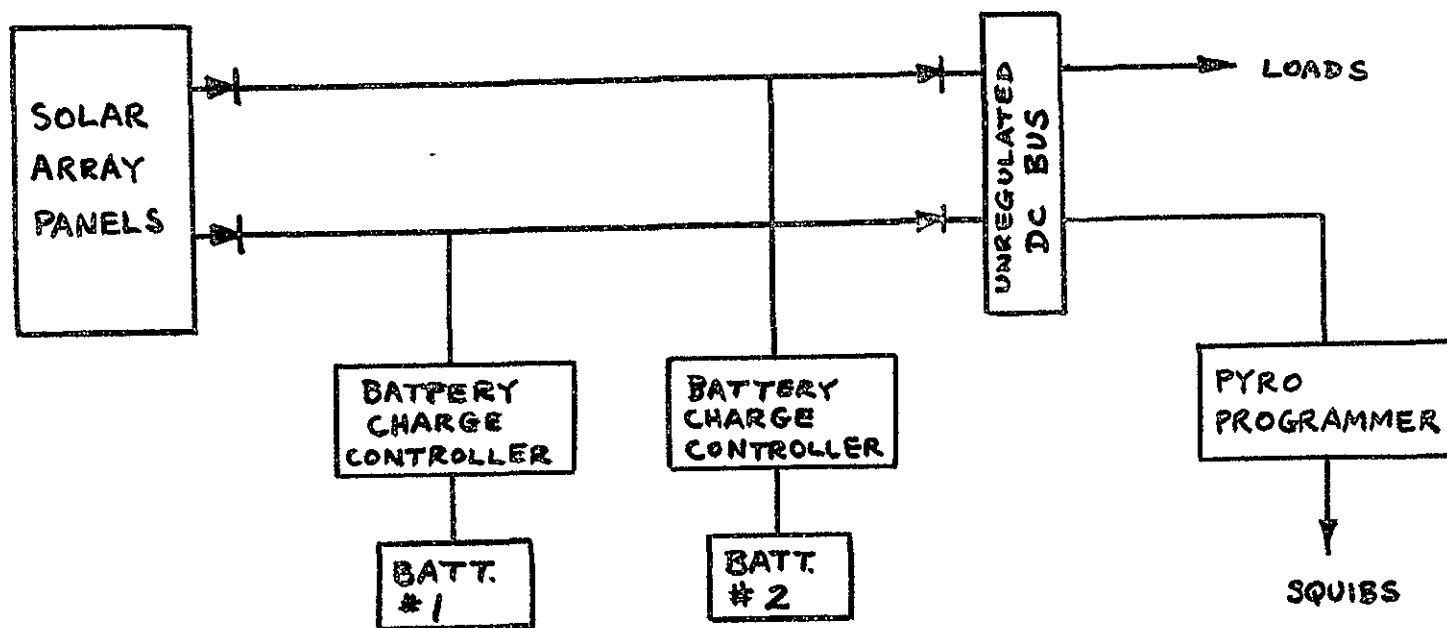 SOLAR
ARRAY
PANELS
UNREGULATED
DC BUS
LOADS
BATPERY
CHARGE
CONTROLLER
BATTERY
CHARGE
CONTROLLER
PYRO
PROGRAMMER
BATT.
#1
BATT.
#2
SQUIBS